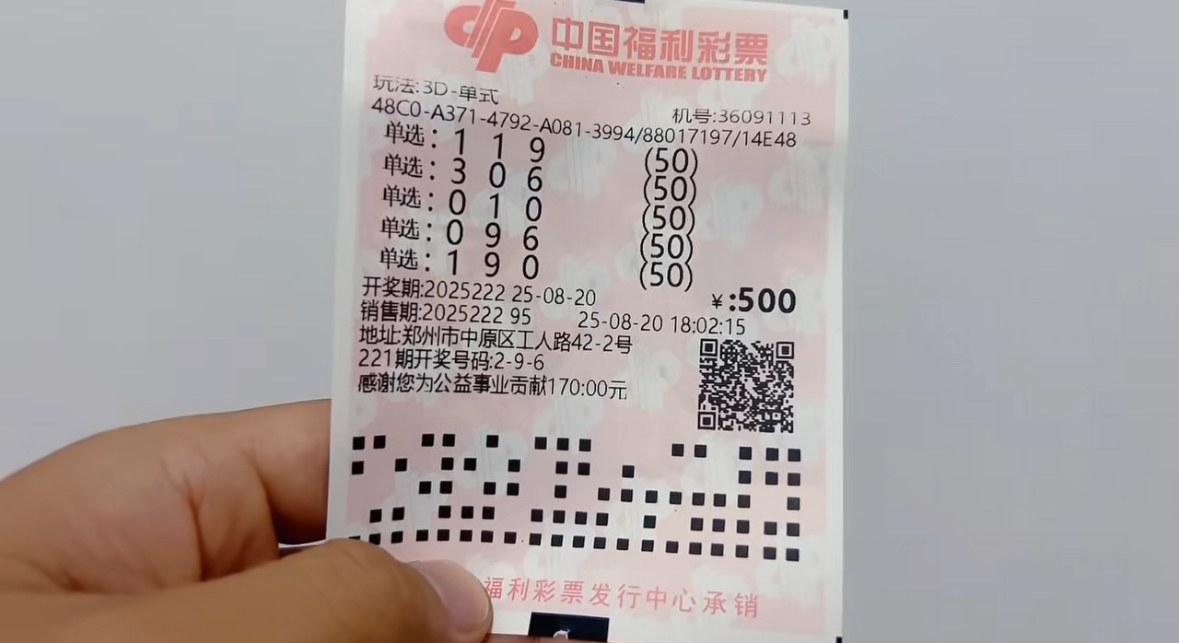 中国福利彩票
CHINA WELFARE LOTTERY
玩法:3D-单式
机号:36091113
48C0-A371-4792-A081-3994/88017197/14E48
单选: 1 1 9 (50)
单选: 3 0 6 (50)
单选: 0 1 0 (50)
单选: 0 9 6 (50)
单选: 1 9 0 (50)
开奖期:2025222 25-08-20
¥:500
销售期:2025222 95 25-08-20 18:02:15
地址:郑州市中原区工人路42-2号
221期开奖号码:2-9-6
感谢您为公益事业贡献170:00元
福利彩票发行中心承销